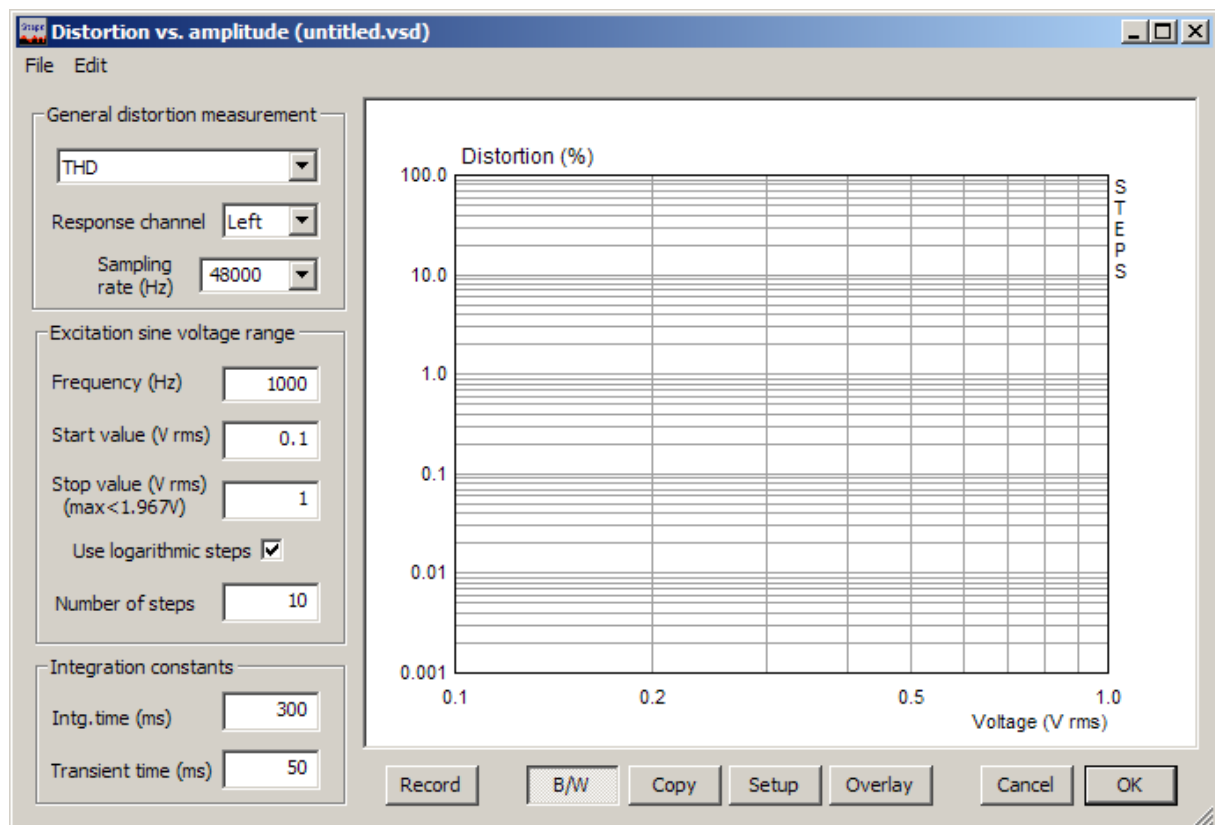 Distortion vs. amplitude (untitled.vsd)
File Edit
General distortion measurement
THD
Response channel Left
Sampling
rate (Hz) 48000
Excitation sine voltage range
Frequency (Hz) 1000
Start value (V rms) 0.1
Stop value (V rms)
(max<1.967V) 1
Use logarithmic steps
Number of steps 10
Integration constants
Intg.time (ms) 300
Transient time (ms) 50
Distortion (%)
100.0
10.0
1.0
0.1
0.01
0.001
0.1 0.2 0.5 1.0
Voltage (V rms)
S
T
E
P
S
Record B/W Copy Setup Overlay Cancel OK